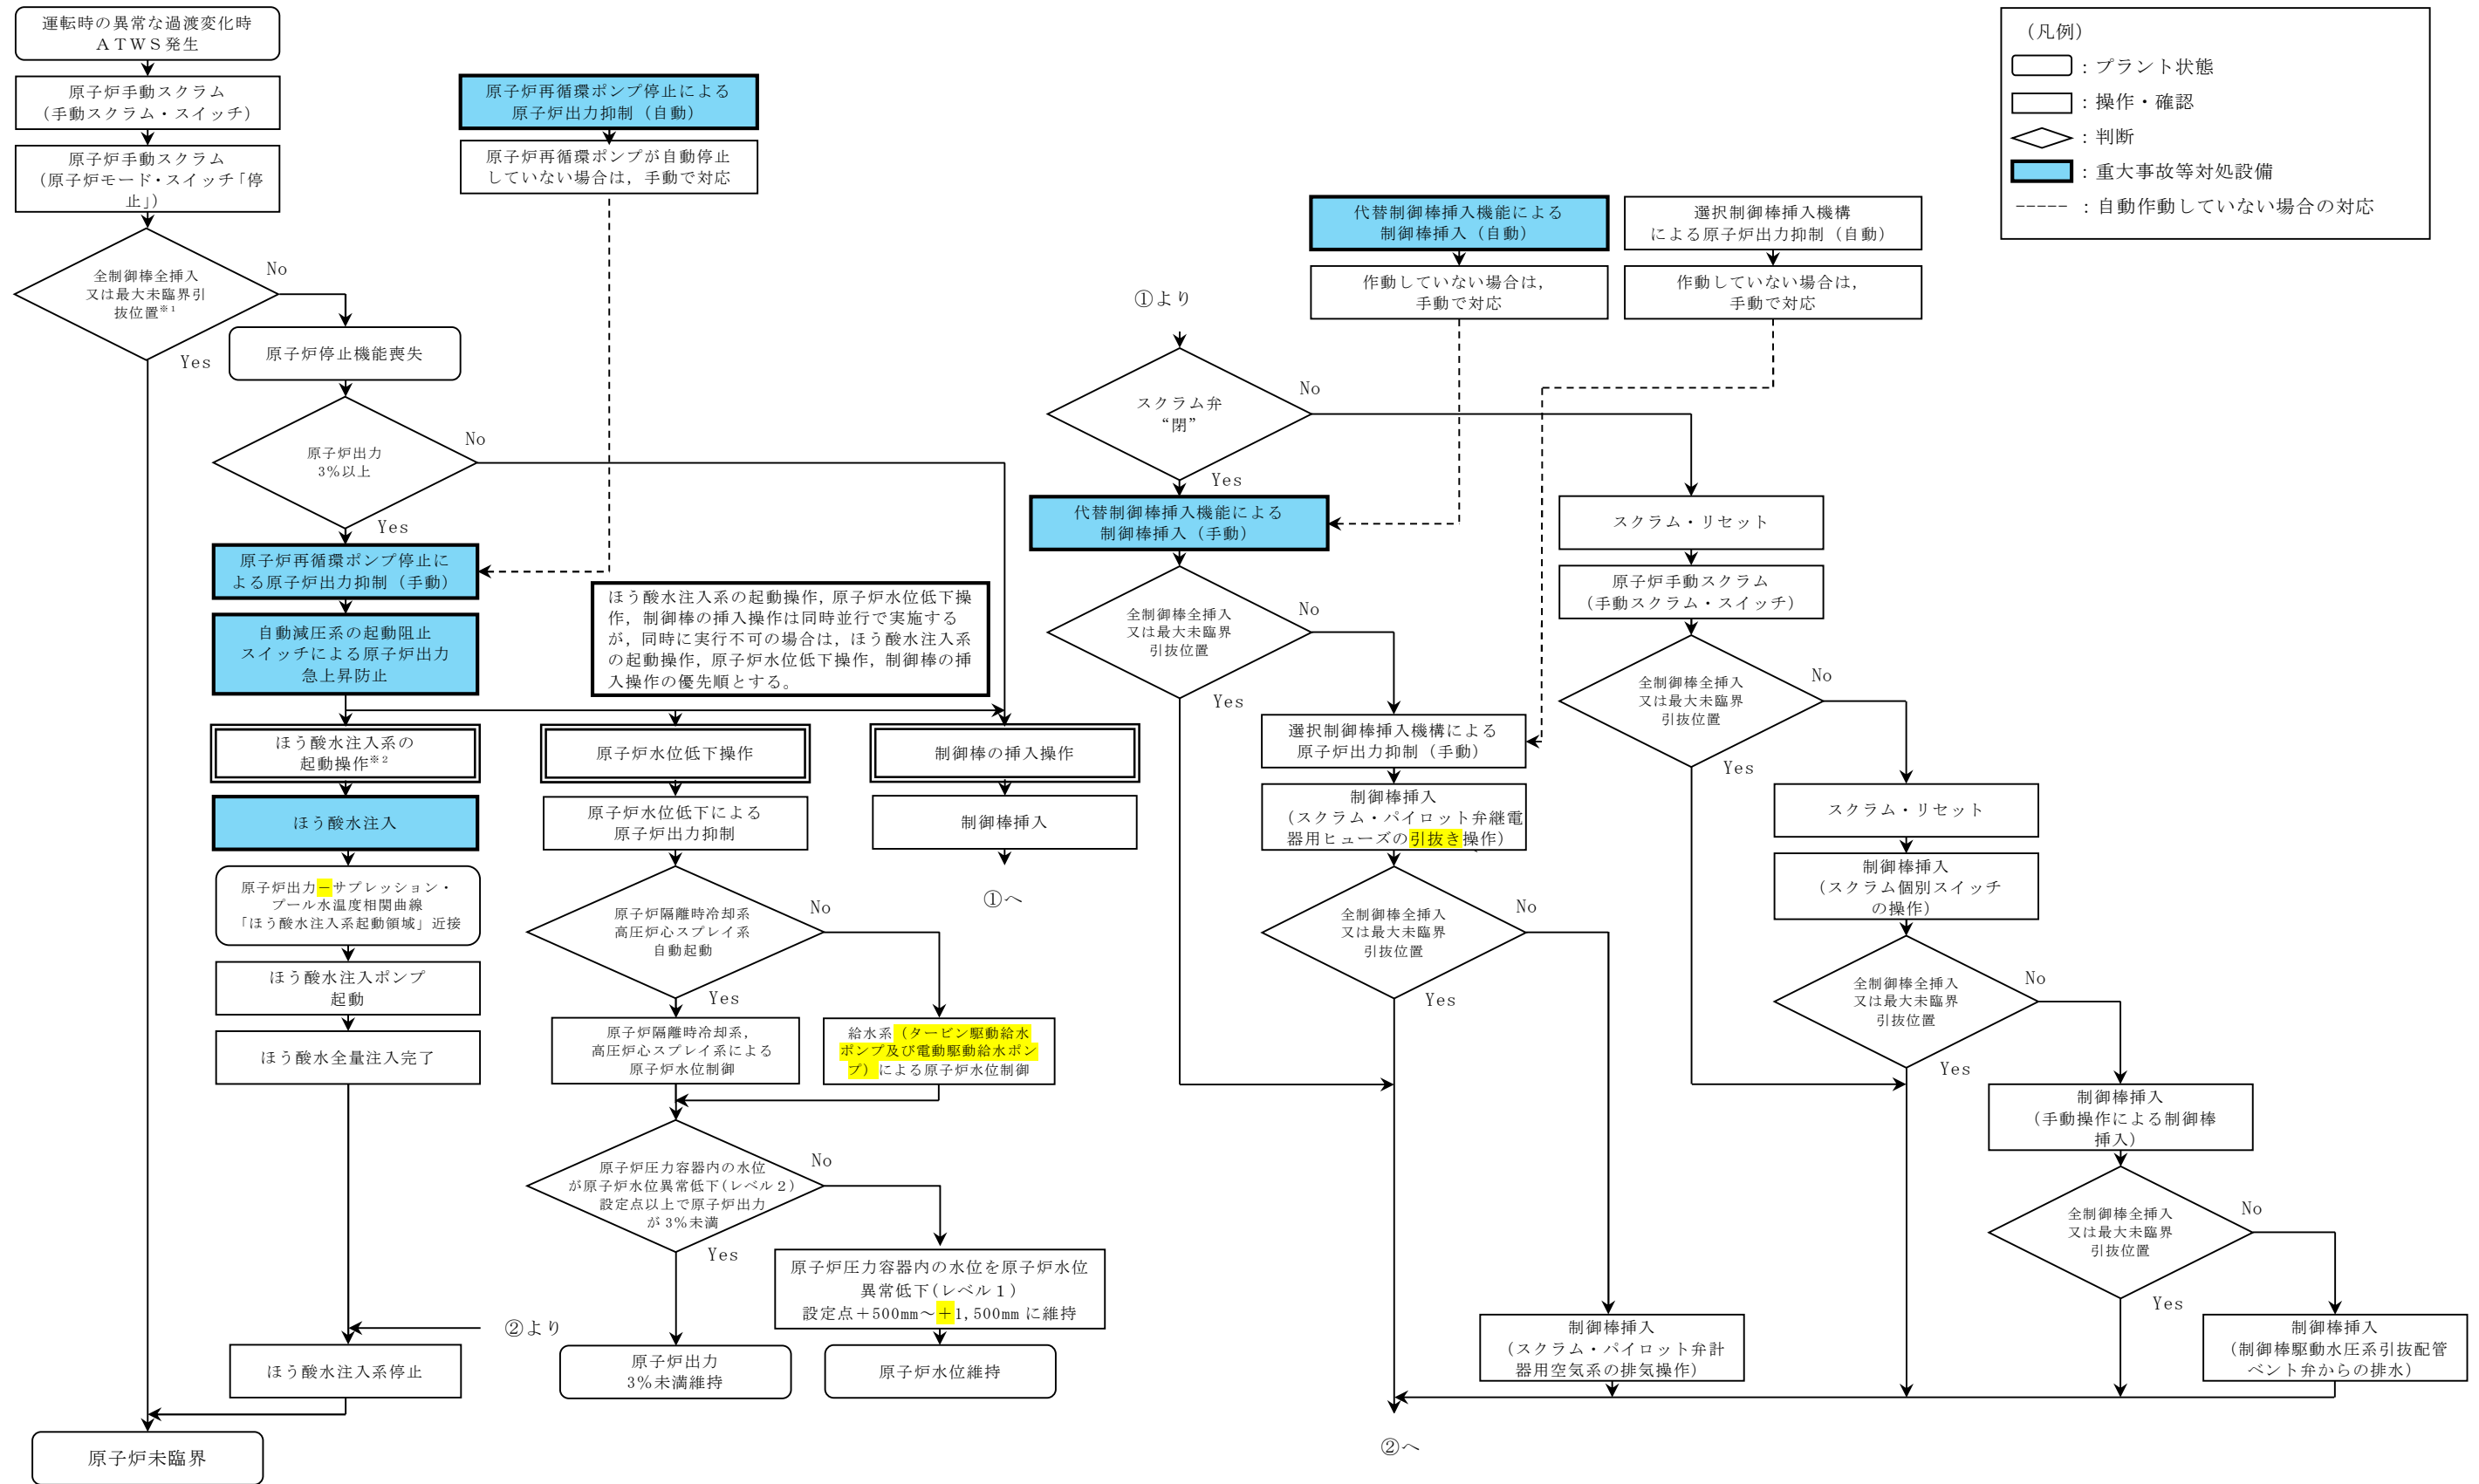 運転時の異常な過渡変化時
ＡＴＷＳ発生
原子炉手動スクラム
（手動スクラム・スイッチ）
原子炉手動スクラム
（原子炉モード・スイッチ「停
止」）
全制御棒全挿入
又は最大未臨界引
抜位置※1
No
Yes
原子炉停止機能喪失
原子炉出力
3％以上
No
Yes
原子炉再循環ポンプ停止による
原子炉出力抑制（自動）
原子炉再循環ポンプが自動停止
していない場合は，手動で対応
原子炉再循環ポンプ停止に
よる原子炉出力抑制（手動）
自動減圧系の起動阻止
スイッチによる原子炉出力
急上昇防止
ほう酸水注入系の起動操作，原子炉水位低下操
作，制御棒の挿入操作は同時並行で実施する
が，同時に実行不可の場合は，ほう酸水注入系
の起動操作，原子炉水位低下操作，制御棒の挿
入操作の優先順とする。
ほう酸水注入系の
起動操作※2
ほう酸水注入
原子炉出力－サプレッション・
プール水温度相関曲線
「ほう酸水注入系起動領域」近接
ほう酸水注入ポンプ
起動
ほう酸水全量注入完了
②より
ほう酸水注入系停止
原子炉未臨界
原子炉水位低下操作
原子炉水位低下による
原子炉出力抑制
原子炉隔離時冷却系
高圧炉心スプレイ系
自動起動
No
Yes
原子炉隔離時冷却系，
高圧炉心スプレイ系による
原子炉水位制御
給水系（タービン駆動給水
ポンプ及び電動駆動給水ポン
プ）による原子炉水位制御
原子炉圧力容器内の水位
が原子炉水位異常低下（レベル２）
設定点以上で原子炉出力
が 3％未満
No
Yes
原子炉圧力容器内の水位を原子炉水位
異常低下（レベル１）
設定点＋500mm～＋1,500mm に維持
原子炉出力
3％未満維持
原子炉水位維持
制御棒の挿入操作
制御棒挿入
①へ
①より
スクラム弁
“閉”
No
Yes
代替制御棒挿入機能による
制御棒挿入（自動）
作動していない場合は，
手動で対応
選択制御棒挿入機構
による原子炉出力抑制（自動）
作動していない場合は，
手動で対応
代替制御棒挿入機能による
制御棒挿入（手動）
全制御棒全挿入
又は最大未臨界
引抜位置
No
Yes
選択制御棒挿入機構による
原子炉出力抑制（手動）
制御棒挿入
（スクラム・パイロット弁継電
器用ヒューズの引抜き操作）
全制御棒全挿入
又は最大未臨界
引抜位置
No
Yes
制御棒挿入
（スクラム・パイロット弁計
器用空気系の排気操作）
②へ
スクラム・リセット
原子炉手動スクラム
（手動スクラム・スイッチ）
全制御棒全挿入
又は最大未臨界
引抜位置
No
Yes
スクラム・リセット
制御棒挿入
（スクラム個別スイッチ
の操作）
全制御棒全挿入
又は最大未臨界
引抜位置
No
Yes
制御棒挿入
（手動操作による制御棒
挿入）
全制御棒全挿入
又は最大未臨界
引抜位置
No
Yes
制御棒挿入
（制御棒駆動水圧系引抜配管
ベント弁からの排水）
（凡例）
：プラント状態
：操作・確認
：判断
：重大事故等対処設備
：自動作動していない場合の対応